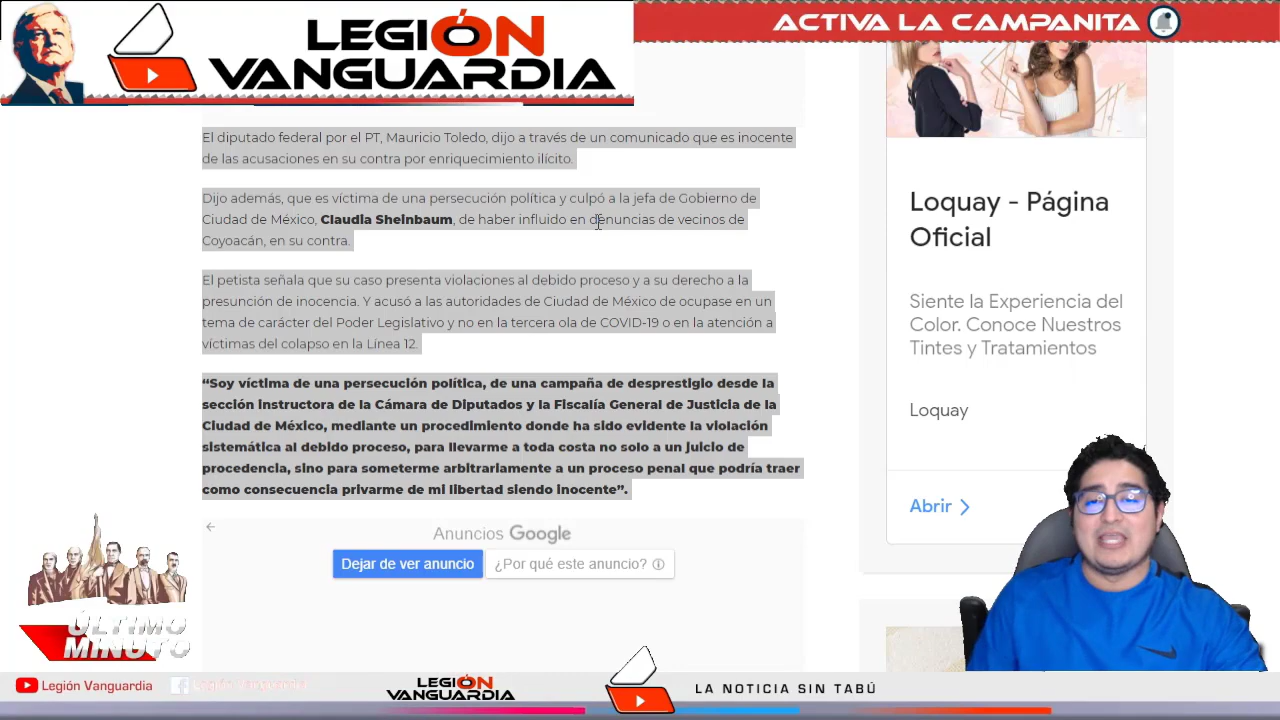 LEGIÓN
VANGUARDIA
ACTIVA LA CAMPANITA
El diputado federal por el PT, Mauricio Toledo, dijo a través de un comunicado que es inocente
de las acusaciones en su contra por enriquecimiento ilícito.
Dijo además, que es víctima de una persecución política y culpó a la jefa de Gobierno de
Ciudad de México, Claudia Sheinbaum, de haber influido en denuncias de vecinos de
Coyoacán, en su contra.
El petista señala que su caso presenta violaciones al debido proceso y a su derecho a la
presunción de inocencia. Y acusó a las autoridades de Ciudad de México de ocupase en un
tema de carácter del Poder Legislativo y no en la tercera ola de COVID-19 o en la atención a
víctimas del colapso en la Línea 12.
“Soy víctima de una persecución política, de una campaña de desprestigio desde la
sección instructora de la Cámara de Diputados y la Fiscalía General de Justicia de la
Ciudad de México, mediante un procedimiento donde ha sido evidente la violación
sistemática al debido proceso, para llevarme a toda costa no solo a un juicio de
procedencia, sino para someterme arbitrariamente a un proceso penal que podría traer
como consecuencia privarme de mi libertad siendo inocente”.
Anuncios Google
Dejar de ver anuncio
¿Por qué este anuncio?
Loquay - Página
Oficial
Siente la Experiencia del
Color. Conoce Nuestros
Tintes y Tratamientos
Loquay
Abrir
ÚLTIMO
MINUTO
Legión Vanguardia
Legión Vanguardia
LEGIÓN
VANGUARDIA
LA NOTICIA SIN TABÚ